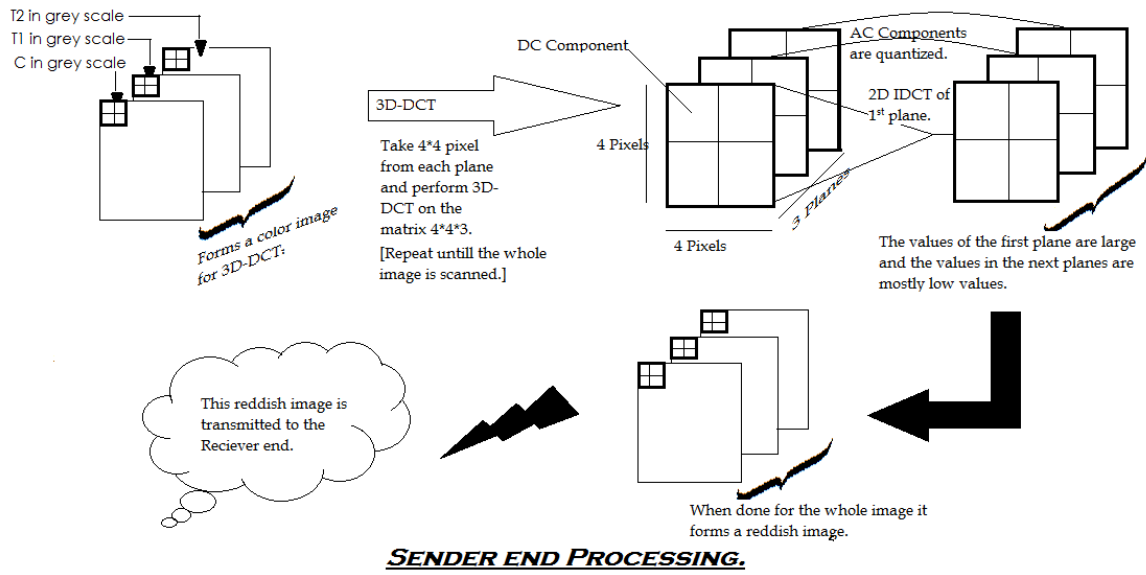 T2 in grey scale
T1 in grey scale
C in grey scale
Forms a color image
for 3D-DCT:
3D-DCT
Take 4*4 pixel
from each plane
and perform 3D-
DCT on the
matrix 4*4*3.
[Repeat untill the whole
image is scanned.]
DC Component
4 Pixels
4 Pixels
3 Planes
AC Components
are quantized.
2D IDCT of
1st plane.
The values of the first plane are large
and the values in the next planes are
mostly low values.
When done for the whole image it
forms a reddish image.
This reddish image is
transmitted to the
Reciever end.
SENDER END PROCESSING.